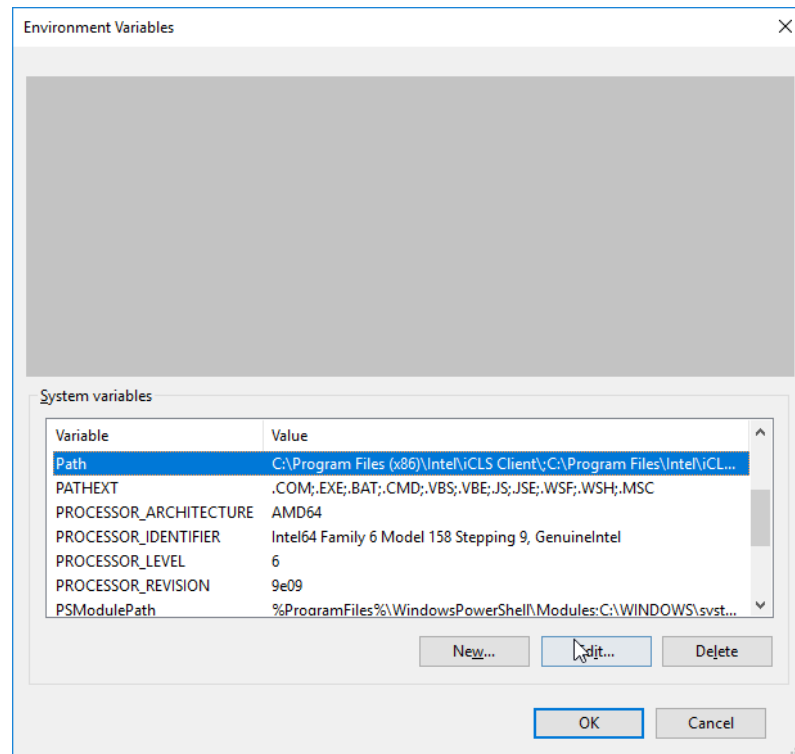 Environment Variables
System variables
Variable Value
Path C:\Program Files (x86)\Intel\iCLS Client\;C:\Program Files\Intel\iCL...
PATHEXT .COM;.EXE;.BAT;.CMD;.VBS;.VBE;.JS;.JSE;.WSF;.WSH;.MSC
PROCESSOR_ARCHITECTURE AMD64
PROCESSOR_IDENTIFIER Intel64 Family 6 Model 158 Stepping 9, GenuineIntel
PROCESSOR_LEVEL 6
PROCESSOR_REVISION 9e09
PSModulePath %ProgramFiles%\WindowsPowerShell\Modules;C:\WINDOWS\syst...
New... Edit... Delete
OK Cancel